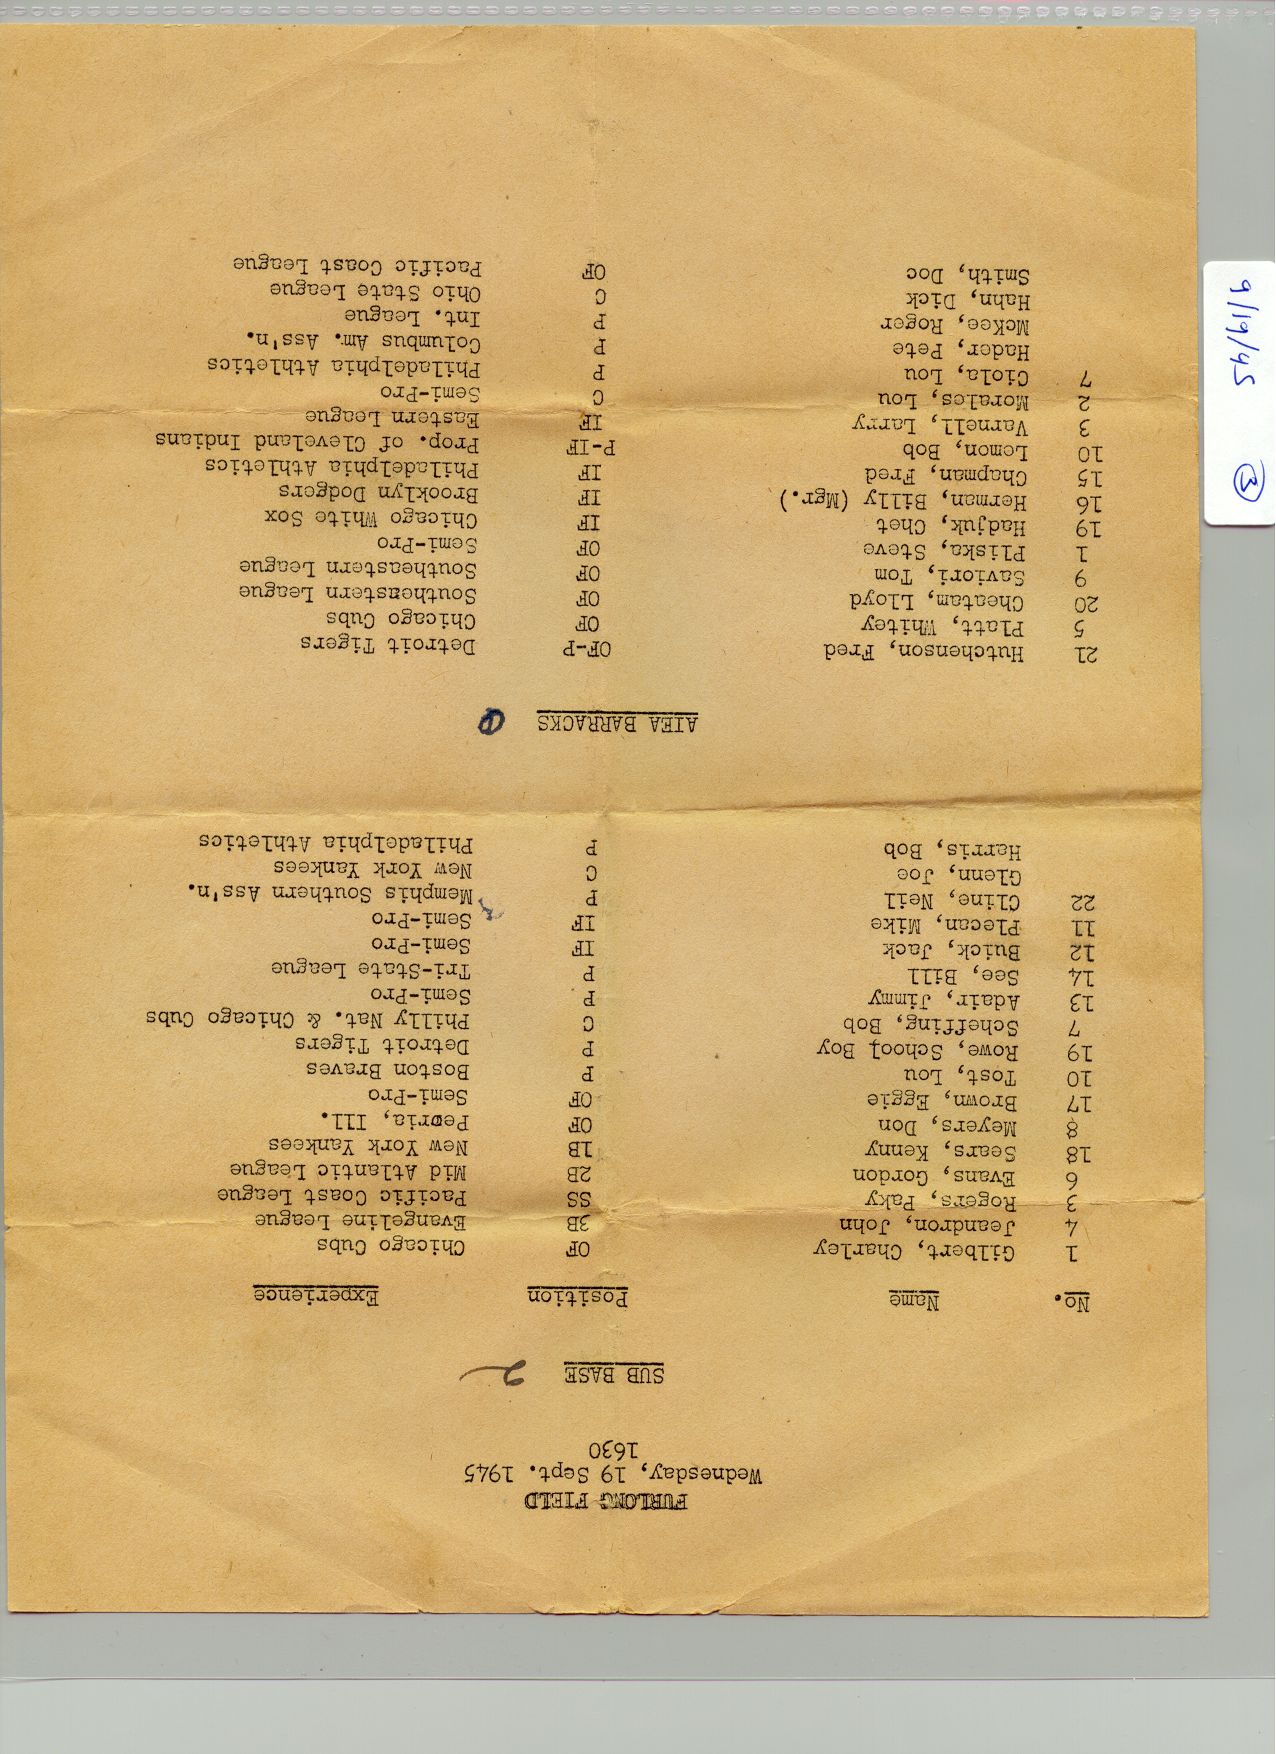 FURLONG FIELD
Wednesday, 19 Sept. 1945
1630
SUB BASE 2
No. Name Position Experience
1 Gilbert, Charley OF Chicago Cubs
4 Jeandron, John 3B Evangeline League
3 Rogers, Paky SS Pacific Coast League
6 Evans, Gordon 2B Mid Atlantic League
18 Sears, Kenny 1B New York Yankees
8 Meyers, Don OF Peoria, Ill.
17 Brown, Eggie OF Semi-Pro
10 Tost, Lou P Boston Braves
19 Rowe, School Boy P Detroit Tigers
7 Scheffing, Bob C Philly Nat. & Chicago Cubs
13 Adair, Jimmy P Semi-Pro
14 See, Bill P Tri-State League
12 Buick, Jack IF Semi-Pro
11 Plecan, Mike IF Semi-Pro
22 Cline, Neil P Memphis Southern Ass'n.
Glenn, Joe C New York Yankees
Harris, Bob P Philadelphia Athletics
AIEA BARRACKS
21 Hutchenson, Fred OF-P Detroit Tigers
5 Platt, Whitey OF Chicago Cubs
20 Cheatam, Lloyd OF Southeastern League
9 Saviori, Tom OF Southeastern League
1 Pliska, Steve OF Semi-Pro
19 Hadjuk, Chet IF Chicago White Sox
16 Herman, Billy (Mgr.) IF Brooklyn Dodgers
15 Chapman, Fred IF Philadelphia Athletics
10 Lemon, Bob P-IF Prop. of Cleveland Indians
3 Varnell, Larry IF Eastern League
2 Morales, Lou C Semi-Pro
7 Ciola, Lou P Philadelphia Athletics
Hader, Pete P Columbus Am. Ass'n.
McKee, Roger P Int. League
Hahn, Dick C Ohio State League
Smith, Doc OF Pacific Coast League
9/19/45 3